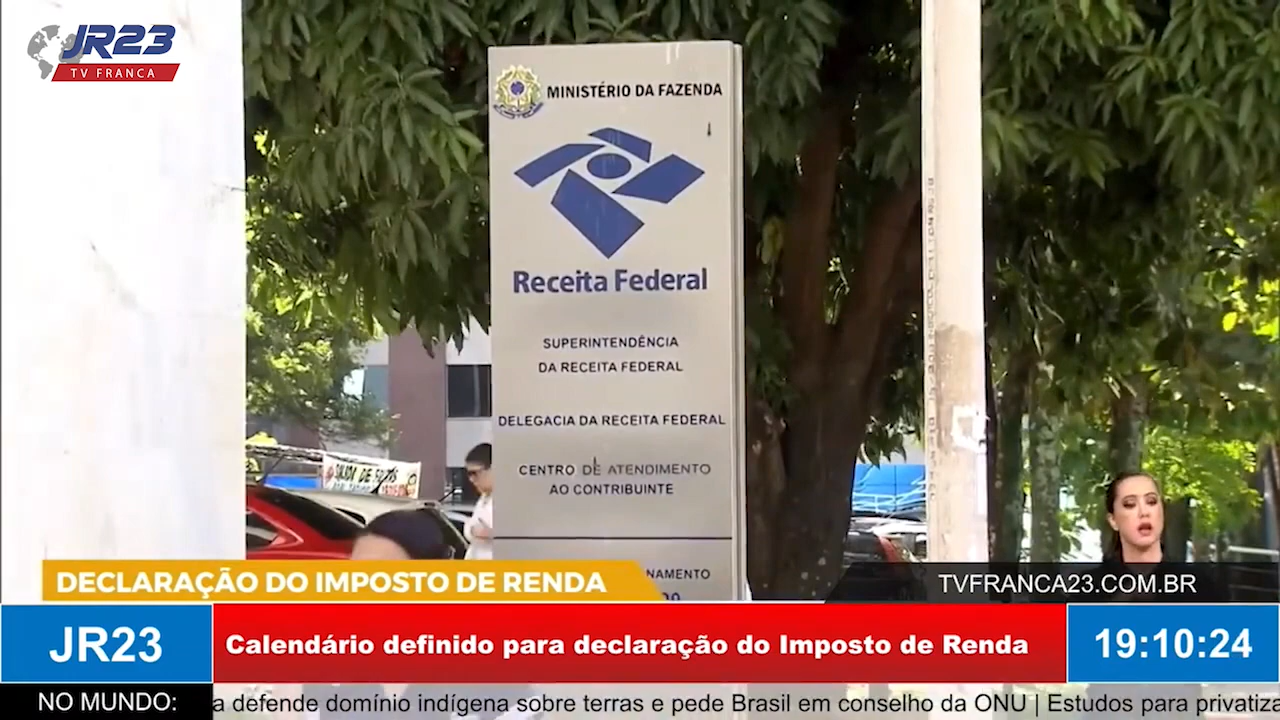 JR23
TV FRANCA
MINISTÉRIO DA FAZENDA
Receita Federal
SUPERINTENDÊNCIA
DA RECEITA FEDERAL
DELEGACIA DA RECEITA FEDERAL
CENTRO DE ATENDIMENTO
AO CONTRIBUINTE
NAMENTO
DECLARAÇÃO DO IMPOSTO DE RENDA
TVFRANCA23.COM.BR
JR23
Calendário definido para declaração do Imposto de Renda
19:10:24
NO MUNDO:
a defende domínio indígena sobre terras e pede Brasil em conselho da ONU | Estudos para privatiza